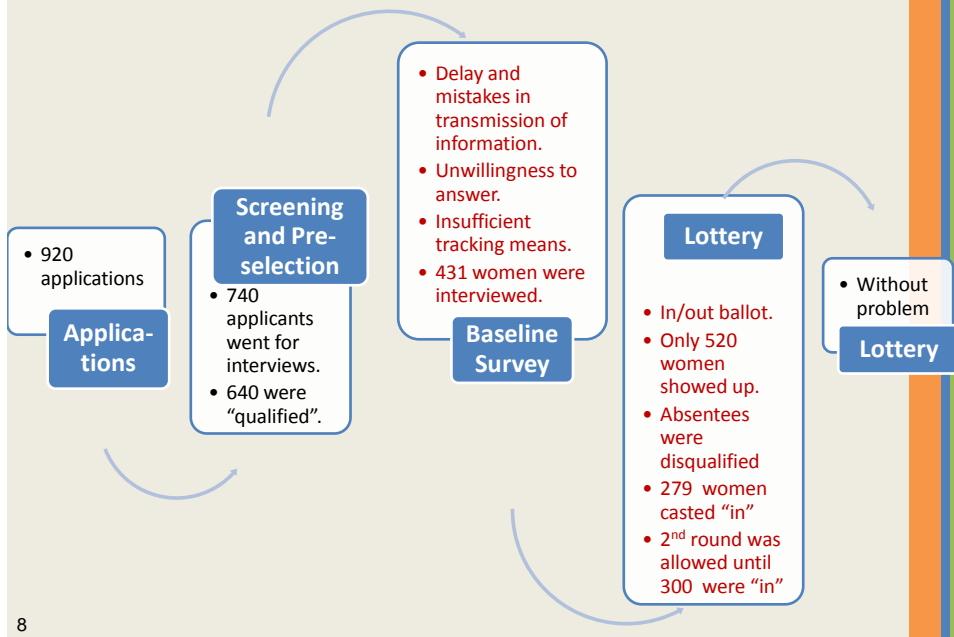 • 920
applications
Applica-
tions
Screening
and Pre-
selection
• 740
applicants
went for
interviews.
• 640 were
“qualified”.
• Delay and
mistakes in
transmission of
information.
• Unwillingness to
answer.
• Insufficient
tracking means.
• 431 women were
interviewed.
Baseline
Survey
Lottery
• In/out ballot.
• Only 520
women
showed up.
• Absentees
were
disqualified
• 279 women
casted “in”
• 2nd round was
allowed until
300 were “in”
• Without
problem
Lottery
8